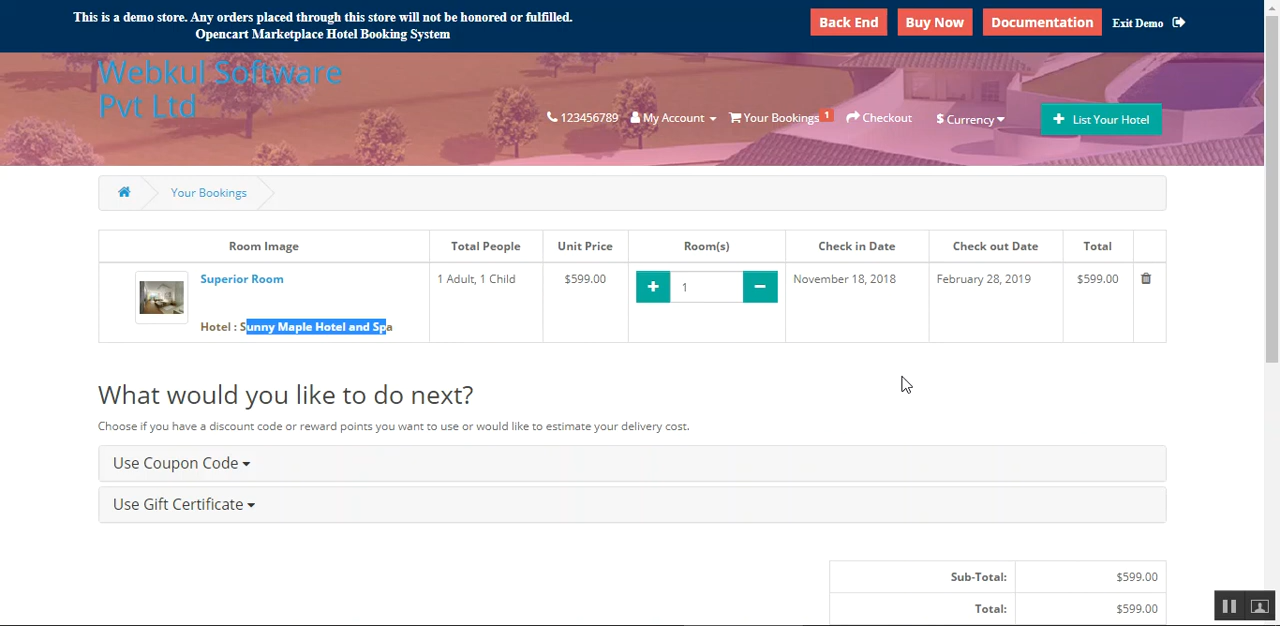 This is a demo store. Any orders placed through this store will not be honored or fulfilled.
Opencart Marketplace Hotel Booking System
Back End
Buy Now
Documentation
Exit Demo
Webkul Software
Pvt Ltd
123456789
My Account
Your Bookings 1
Checkout
$ Currency
+ List Your Hotel
Your Bookings
Room Image
Total People
Unit Price
Room(s)
Check in Date
Check out Date
Total
Superior Room
1 Adult, 1 Child
$599.00
+
1
−
November 18, 2018
February 28, 2019
$599.00
Hotel : Sunny Maple Hotel and Spa
What would you like to do next?
Choose if you have a discount code or reward points you want to use or would like to estimate your delivery cost.
Use Coupon Code
Use Gift Certificate
Sub-Total: $599.00
Total: $599.00